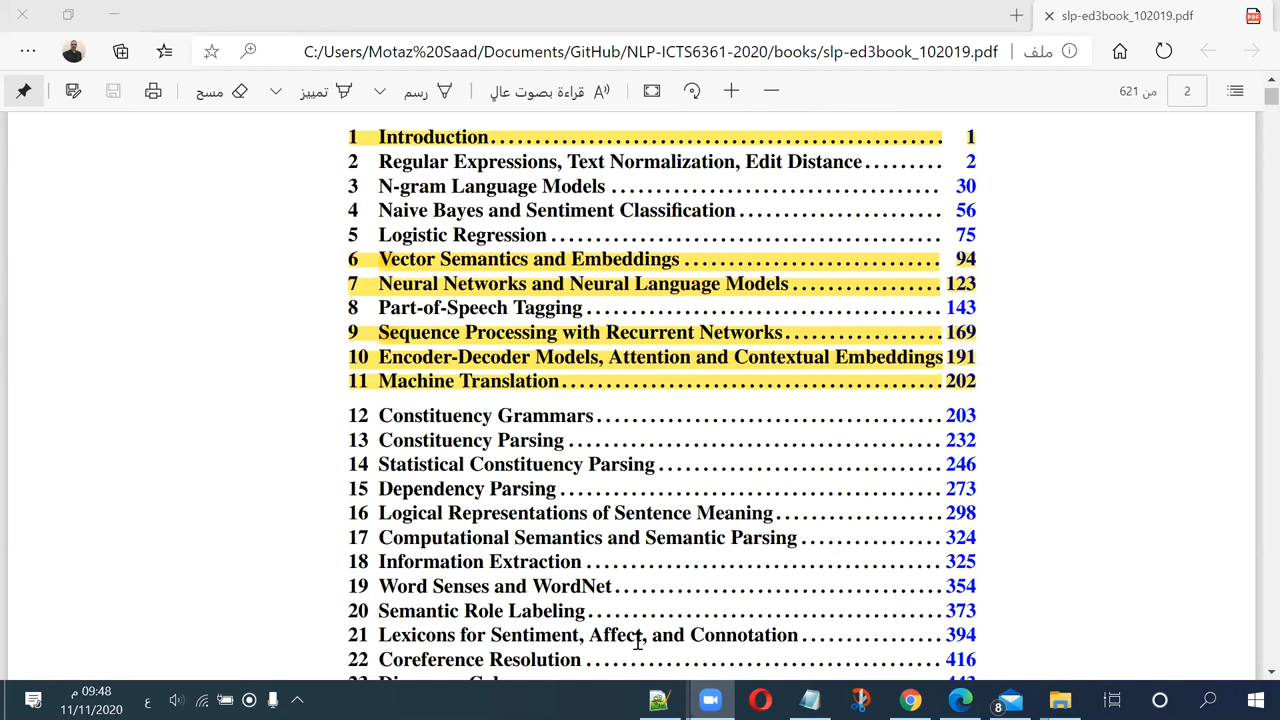 slp-ed3book_102019.pdf
C:/Users/Motaz%20Saad/Documents/GitHub/NLP-ICTS6361-2020/books/slp-ed3book_102019.pdf
ملف
2
من 621
قراءة بصوت عالٍ
رسم
تمييز
مسح
1 Introduction 1
2 Regular Expressions, Text Normalization, Edit Distance 2
3 N-gram Language Models 30
4 Naive Bayes and Sentiment Classification 56
5 Logistic Regression 75
6 Vector Semantics and Embeddings 94
7 Neural Networks and Neural Language Models 123
8 Part-of-Speech Tagging 143
9 Sequence Processing with Recurrent Networks 169
10 Encoder-Decoder Models, Attention and Contextual Embeddings 191
11 Machine Translation 202
12 Constituency Grammars 203
13 Constituency Parsing 232
14 Statistical Constituency Parsing 246
15 Dependency Parsing 273
16 Logical Representations of Sentence Meaning 298
17 Computational Semantics and Semantic Parsing 324
18 Information Extraction 325
19 Word Senses and WordNet 354
20 Semantic Role Labeling 373
21 Lexicons for Sentiment, Affect, and Connotation 394
22 Coreference Resolution 416
09:48 م
11/11/2020
ع
8